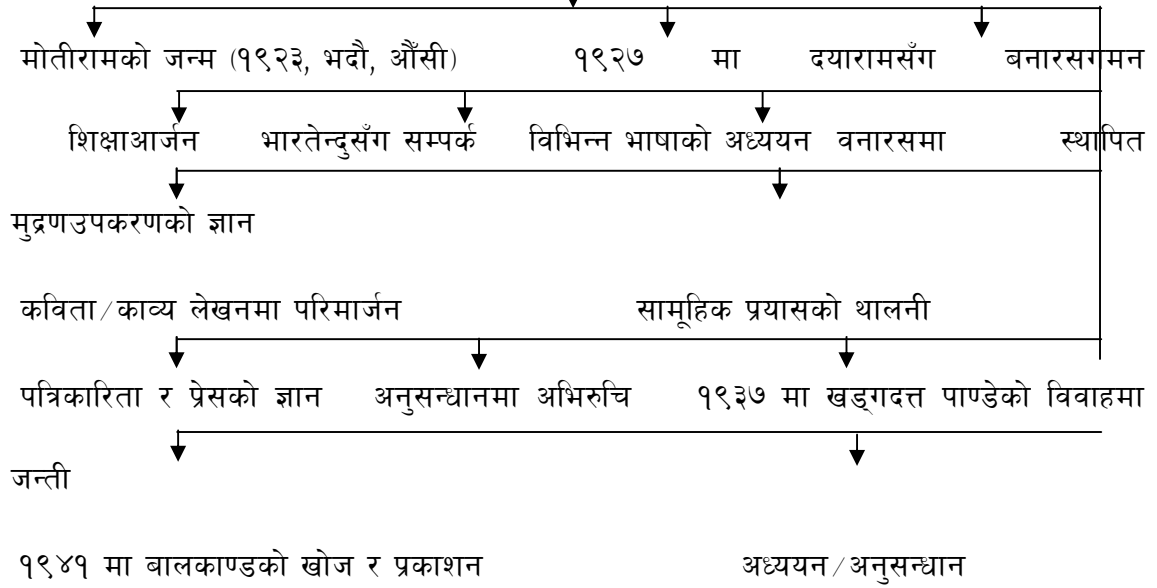 मोतीरामको जन्म (१९२३, भदौ, औँसी) १९२७ मा दयारामसँग बनारसगमन
शिक्षाआर्जन भारतेन्दुसँग सम्पर्क विभिन्न भाषाको अध्ययन वनारसमा स्थापित
मुद्रणउपकरणको ज्ञान
कविता/काव्य लेखनमा परिमार्जन सामूहिक प्रयासको थालनी
पत्रिकारिता र प्रेसको ज्ञान अनुसन्धानमा अभिरुचि १९३७ मा खड्गदत्त पाण्डेको विवाहमा
जन्ती
१९४१ मा बालकाण्डको खोज र प्रकाशन अध्ययन/अनुसन्धान